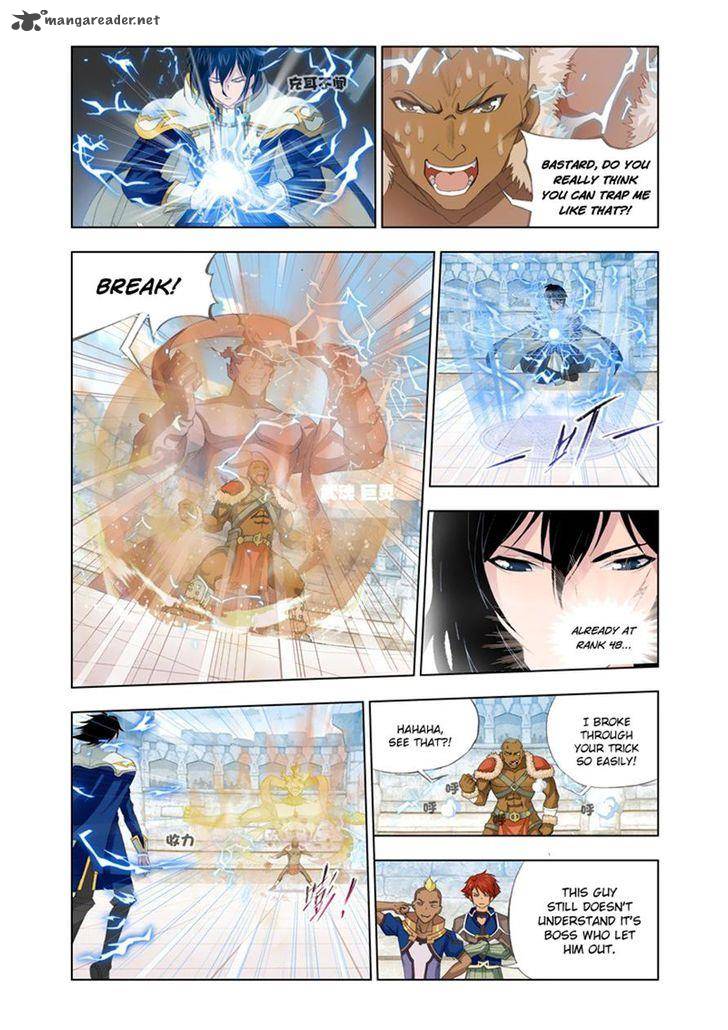 mangareader.net
充耳不闻
BASTARD, DO YOU
REALLY THINK
YOU CAN TRAP ME
LIKE THAT?!
BREAK!
武魂 巨灵
ALREADY AT
RANK 48...
收力
HAHAHA,
SEE THAT?!
I BROKE
THROUGH
YOUR TRICK
SO EASILY!
呼
呼
呼
THIS GUY
STILL DOESN'T
UNDERSTAND IT'S
BOSS WHO LET
HIM OUT.